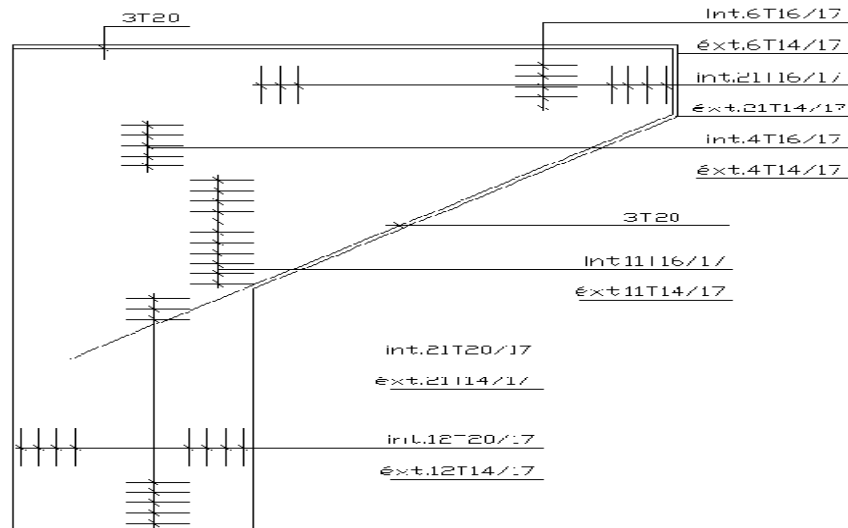 3T20
int.6T16/17
éxt.6T14/17
int.21T16/17
éxt.21T14/17
int.4T16/17
éxt.4T14/17
3T20
int11T16/17
éxt11T14/17
int.21T20/17
éxt.21T14/17
int.12T20/17
éxt.12T14/17